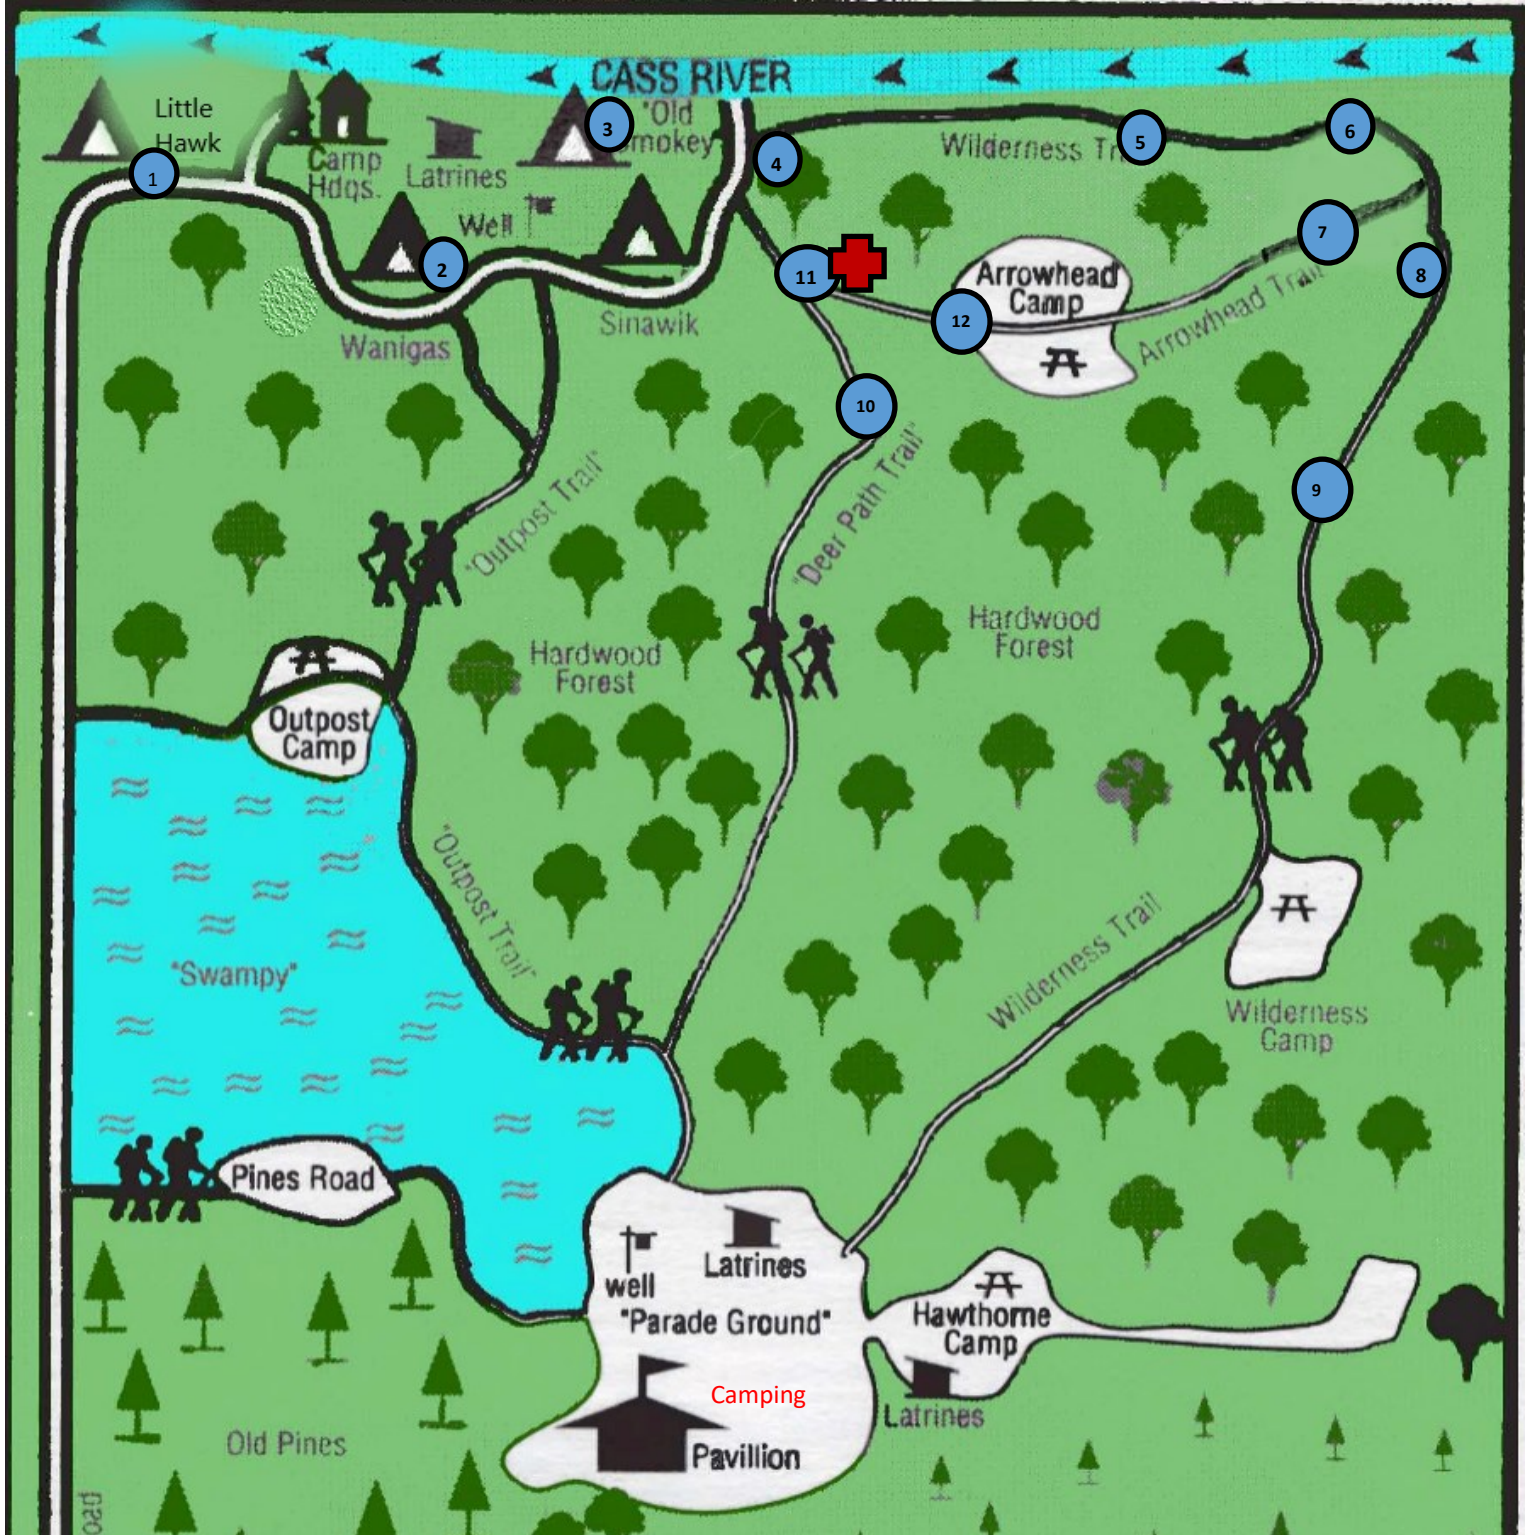 CASS RIVER
Little
Hawk
1
Camp
Hdqs.
Latrines
3
"Old
Smokey"
4
Wilderness
5
6
Well
2
Wanigas
Sinawik
11
Arrowhead
Camp
12
7
Arrowhead Trail
8
10
9
"Outpost Trail"
"Deer Path Trail"
Hardwood
Forest
Hardwood
Forest
Outpost
Camp
"Outpost Trail"
"Swampy"
Wilderness Trail
Wilderness
Camp
Pines Road
well
Latrines
"Parade Ground"
Hawthorne
Camp
Camping
Latrines
Pavillion
Old Pines